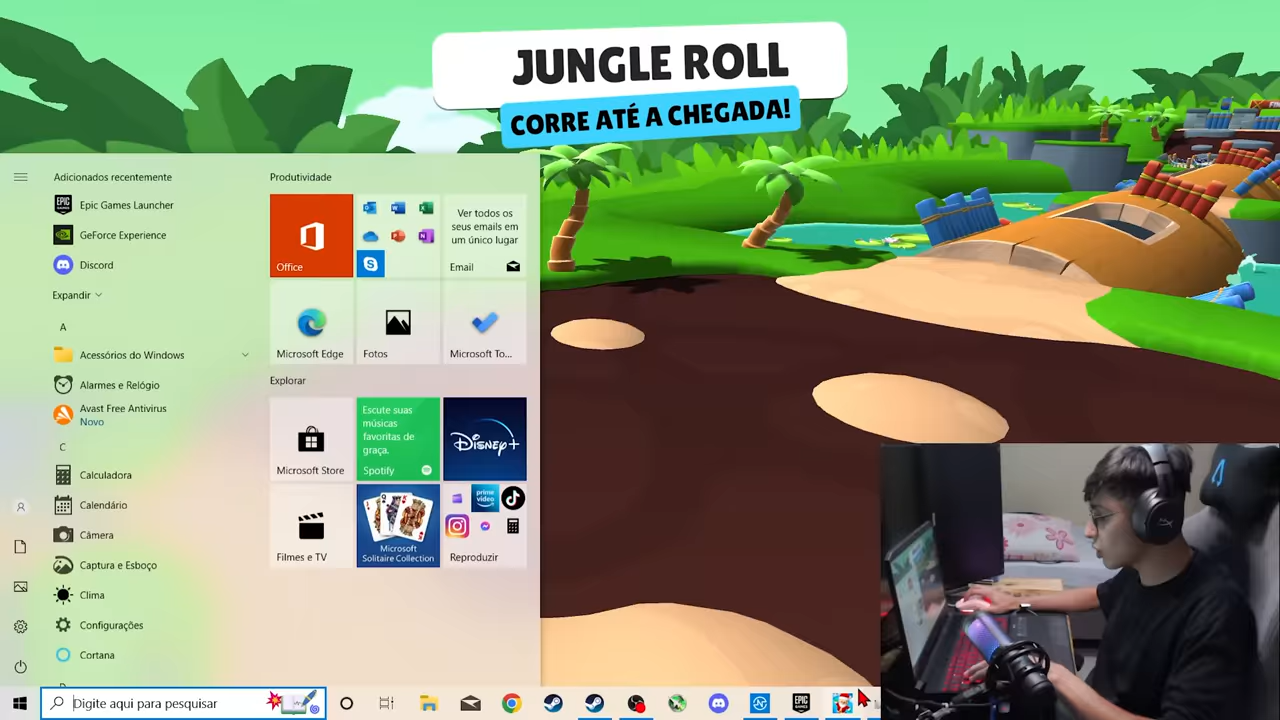 JUNGLE ROLL
CORRE ATÉ A CHEGADA!
Adicionados recentemente
Epic Games Launcher
GeForce Experience
Discord
Expandir
A
Acessórios do Windows
Alarmes e Relógio
Avast Free Antivirus
Novo
C
Calculadora
Calendário
Câmera
Captura e Esboço
Clima
Configurações
Cortana
Produtividade
Office
Ver todos os
seus emails em
um único lugar
Email
Microsoft Edge
Fotos
Microsoft To...
Explorar
Microsoft Store
Escute suas
músicas
favoritas de
graça.
Spotify
Disney+
Filmes e TV
Microsoft
Solitaire Collection
prime
video
Reproduzir
Digite aqui para pesquisar
EPIC